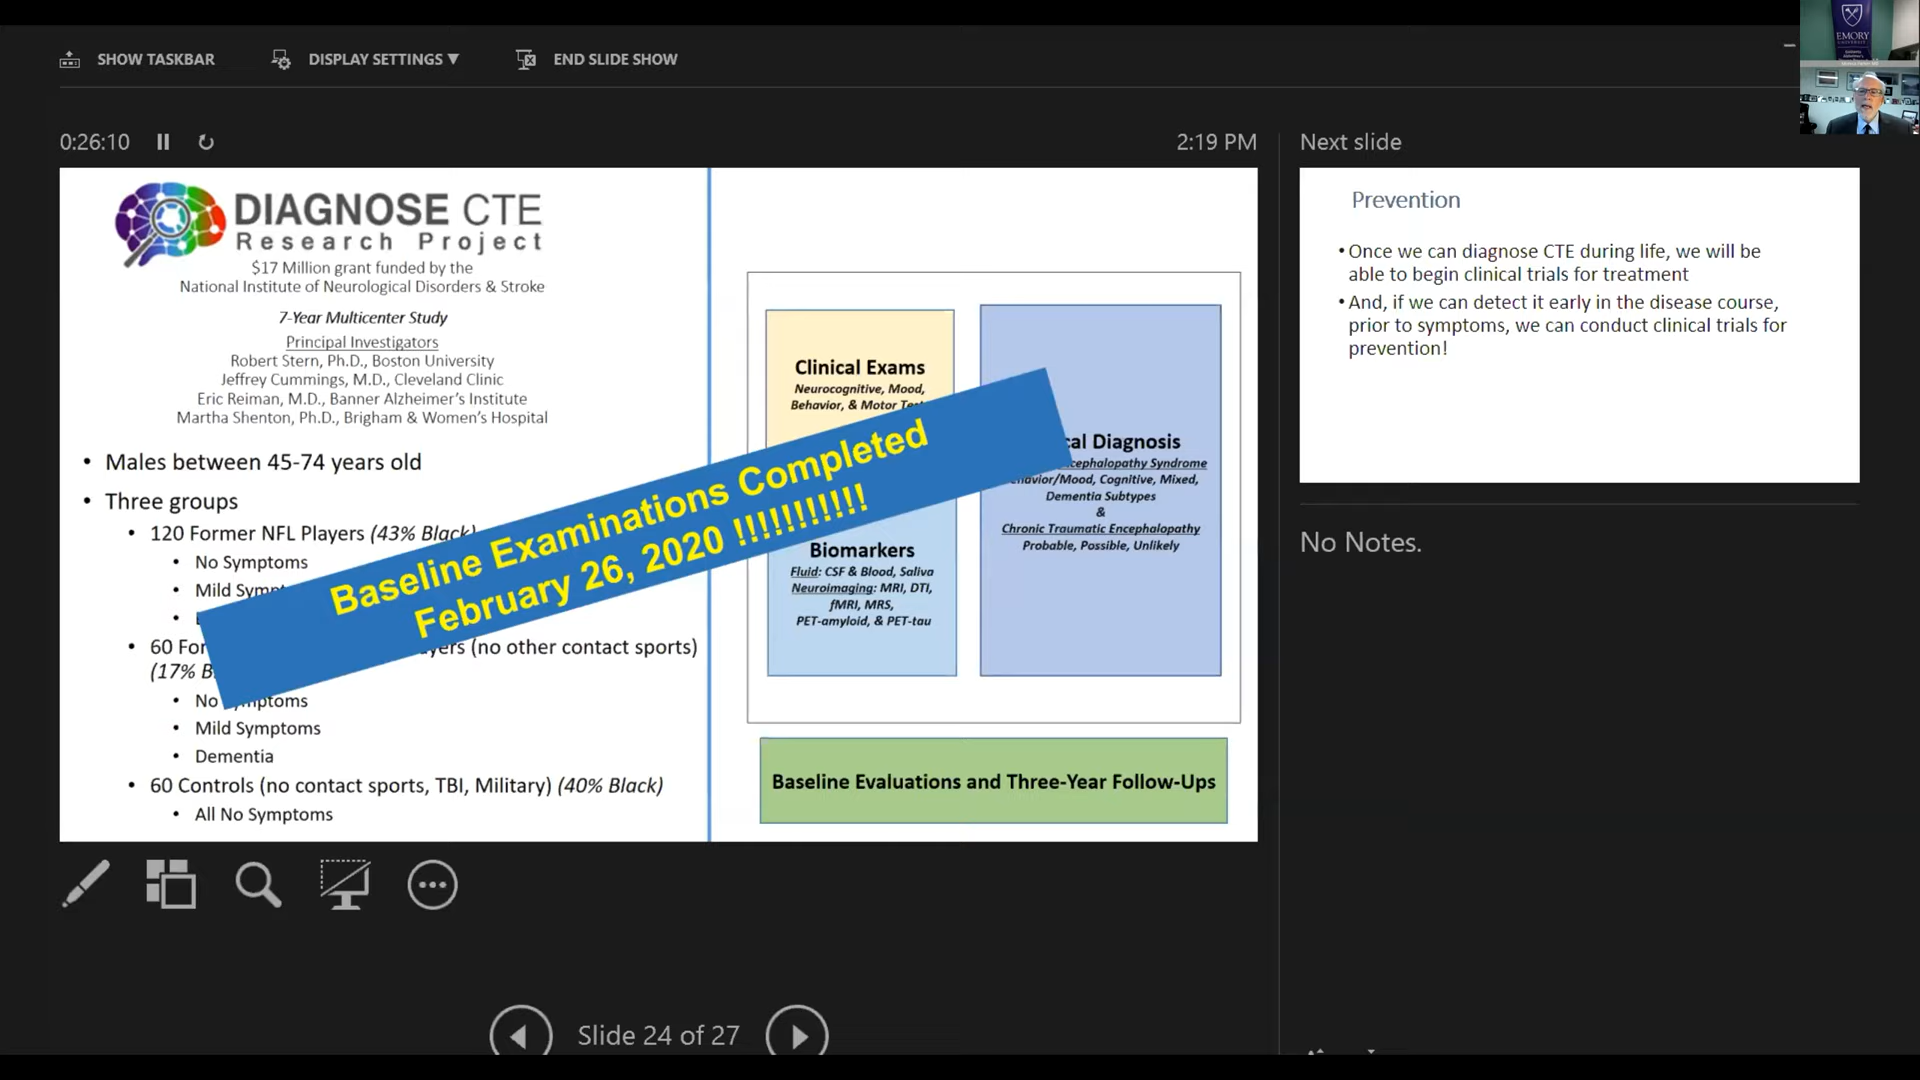 SHOW TASKBAR
DISPLAY SETTINGS ▼
END SLIDE SHOW
EMORY
0:26:10
2:19 PM
DIAGNOSE CTE
Research Project
$17 Million grant funded by the
National Institute of Neurological Disorders & Stroke
7-Year Multicenter Study
Principal Investigators
Robert Stern, Ph.D., Boston University
Jeffrey Cummings, M.D., Cleveland Clinic
Eric Reiman, M.D., Banner Alzheimer's Institute
Martha Shenton, Ph.D., Brigham & Women's Hospital
• Males between 45-74 years old
• Three groups
• 120 Former NFL Players (43% Black
• No Symptoms
• Mild
• 60
(no other contact sports)
(17%
• No
• Mild Symptoms
• Dementia
• 60 Controls (no contact sports, TBI, Military) (40% Black)
• All No Symptoms
Baseline Examinations Completed
February 26, 2020 !!!!!!!!!!!
Clinical Exams
Neurocognitive, Mood,
Behavior, & Motor
Biomarkers
Fluid: CSF & Blood, Saliva
Neuroimaging: MRI, DTI,
fMRI, MRS,
PET-amyloid, & PET-tau
Diagnosis
Syndrome
Cognitive, Mixed,
Dementia Subtypes
&
Chronic Traumatic Encephalopathy
Probable, Possible, Unlikely
Baseline Evaluations and Three-Year Follow-Ups
Slide 24 of 27
Next slide
Prevention
• Once we can diagnose CTE during life, we will be
able to begin clinical trials for treatment
• And, if we can detect it early in the disease course,
prior to symptoms, we can conduct clinical trials for
prevention!
No Notes.